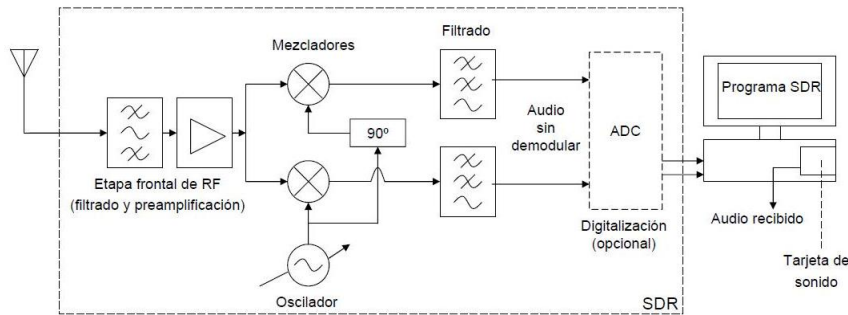 Mezcladores
Filtrado
Programa SDR
90º
Audio
sin
demodular
ADC
Etapa frontal de RF
(filtrado y preamplificación)
Digitalización
(opcional)
Audio recibido
Tarjeta de
sonido
Oscilador
SDR